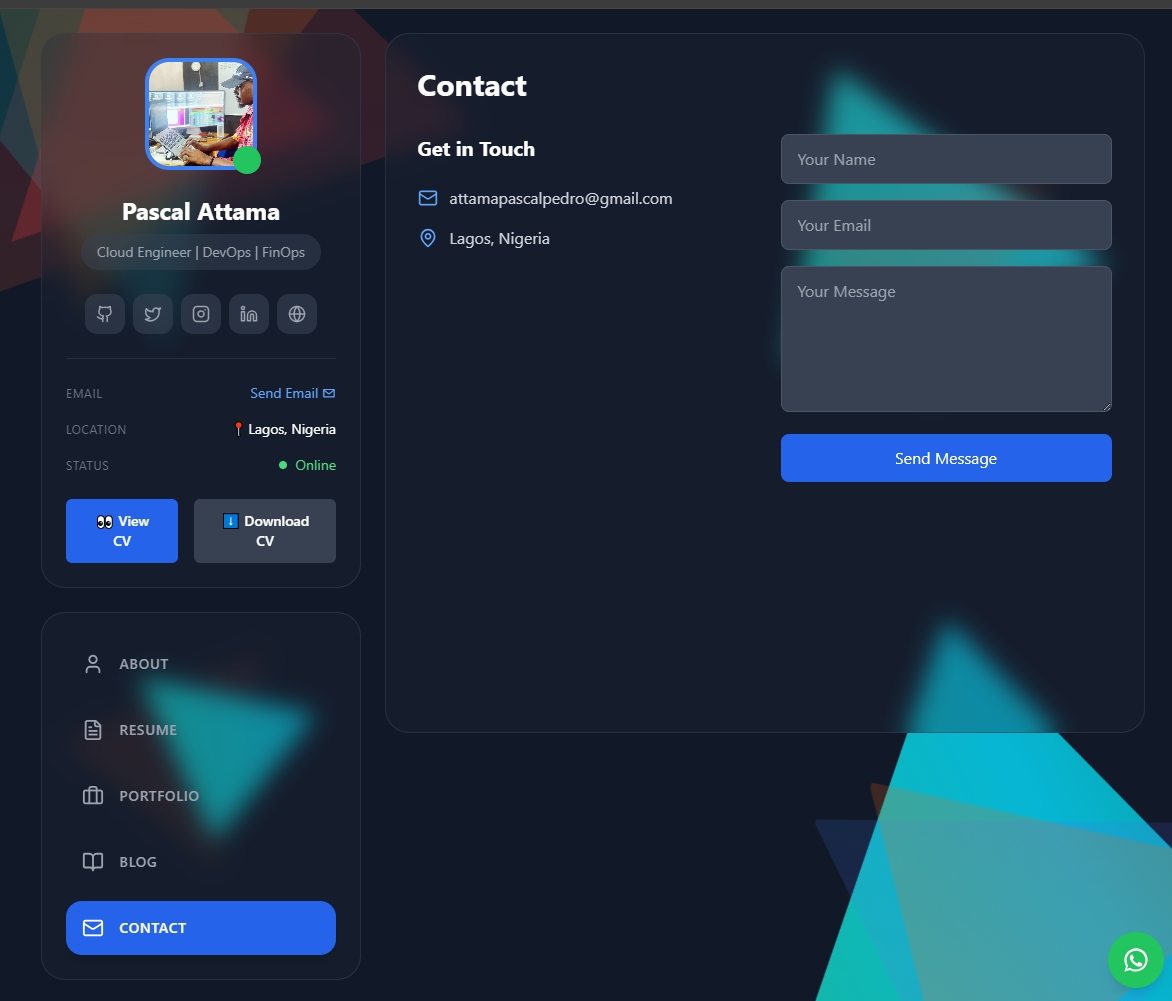 Pascal Attama
Cloud Engineer | DevOps | FinOps
EMAIL
Send Email
LOCATION
📍 Lagos, Nigeria
STATUS
Online
👀 View
CV
⬇️ Download
CV
ABOUT
RESUME
PORTFOLIO
BLOG
CONTACT
Contact
Get in Touch
attamapascalpedro@gmail.com
Lagos, Nigeria
Your Name
Your Email
Your Message
Send Message